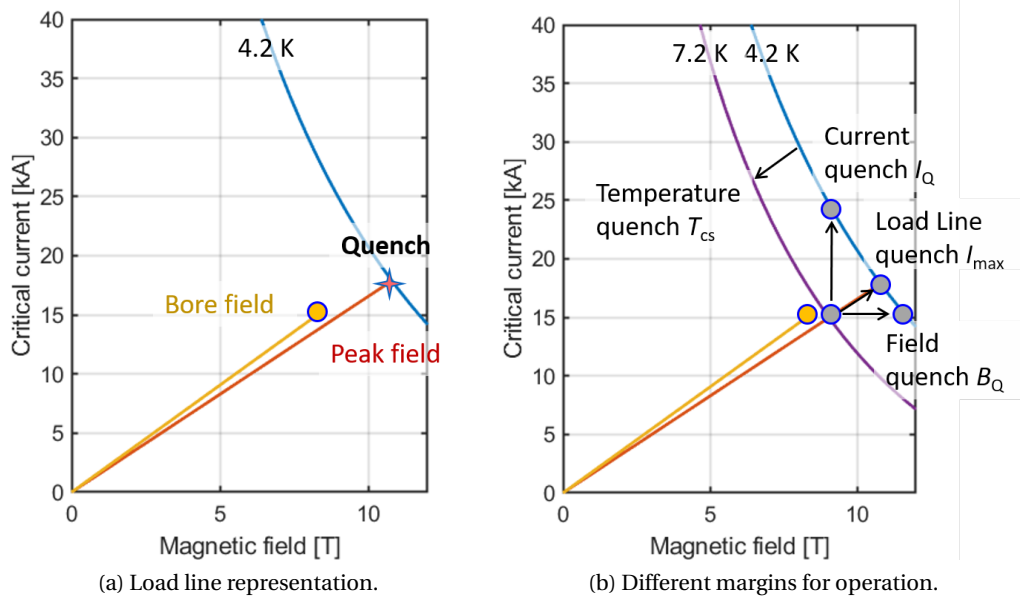 40
35
30
25
20
15
10
5
0
0
5
10
Critical current [kA]
Magnetic field [T]
4.2 K
Quench
Bore field
Peak field
(a) Load line representation.
40
35
30
25
20
15
10
5
0
0
5
10
Critical current [kA]
Magnetic field [T]
7.2 K
4.2 K
Current
quench I_Q
Temperature
quench T_cs
Load Line
quench I_max
Field
quench B_Q
(b) Different margins for operation.